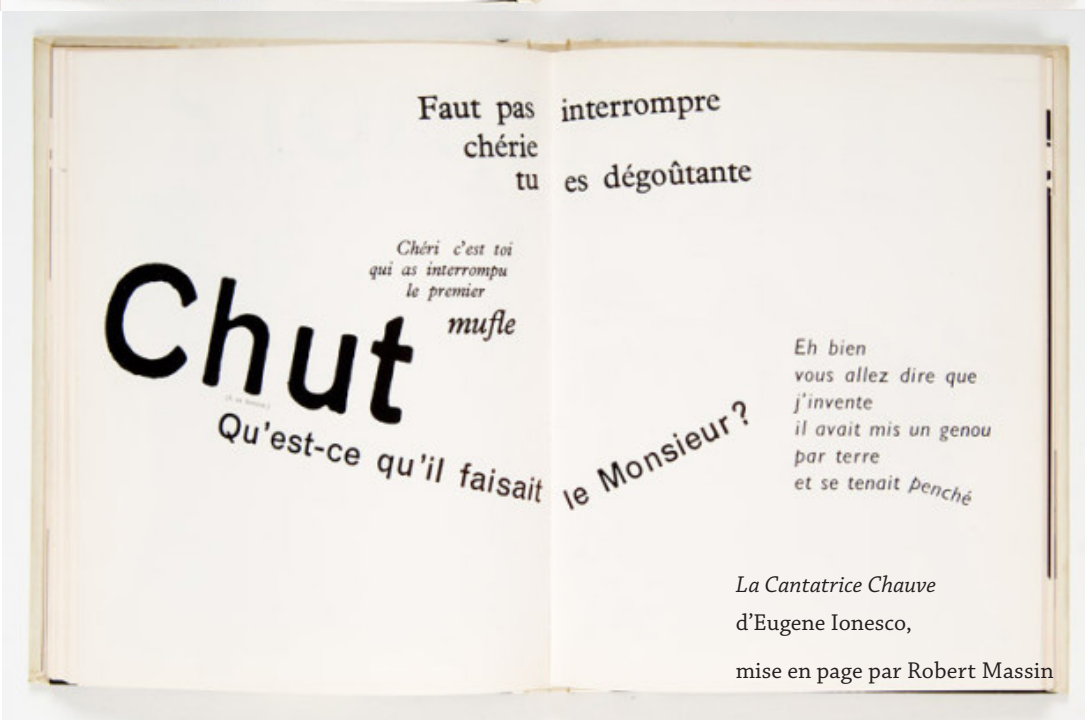 Faut pas interrompre
chérie
tu es dégoûtante
Chéri c'est toi
qui as interrompu
le premier
mufle
Chut
Qu'est-ce qu'il faisait le Monsieur?
Eh bien
vous allez dire que
j'invente
il avait mis un genou
par terre
et se tenait penché
La Cantatrice Chauve
d'Eugene Ionesco,
mise en page par Robert Massin